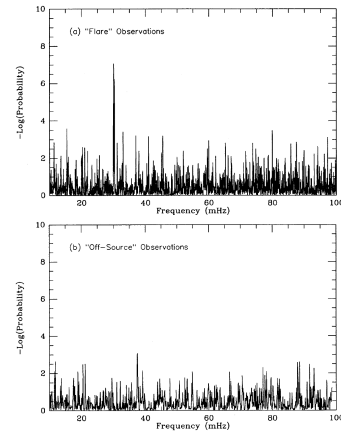 10
(a) "Flare" Observations
8
6
-Log(Probability)
4
2
0
20 40 60 80 100
Frequency (mHz)
10
(b) "Off-Source" Observations
8
6
-Log(Probability)
4
2
0
20 40 60 80 100
Frequency (mHz)